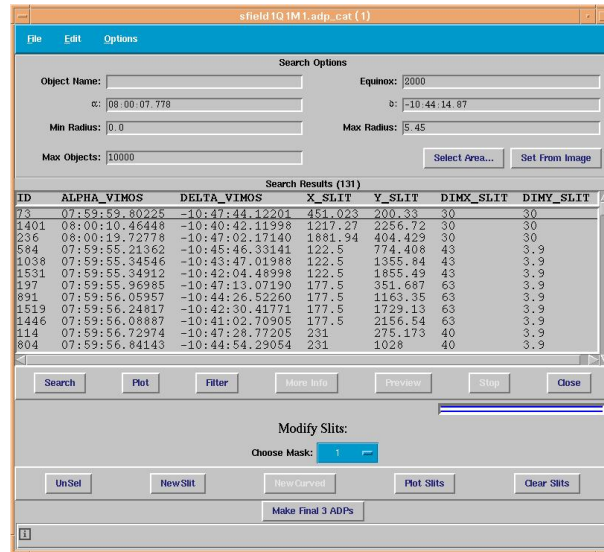 sfield1Q1M1.adp_cat (1)
File Edit Options
Search Options
Object Name: Equinox: 2000
α: 08:00:07.778 δ: -10:44:14.87
Min Radius: 0.0 Max Radius: 5.45
Max Objects: 10000 Select Area... Set From Image
Search Results (131)
ID ALPHA_VIMOS DELTA_VIMOS X_SLIT Y_SLIT DIMX_SLIT DIMY_SLIT
73 07:59:59.80225 -10:47:44.12201 451.023 200.33 30 30
1401 08:00:10.46448 -10:40:42.11998 1217.27 2256.72 30 30
236 08:00:19.72778 -10:47:02.17140 1881.94 404.429 30 30
584 07:59:55.21362 -10:45:46.33141 122.5 774.408 43 3.9
1038 07:59:55.34546 -10:43:47.01988 122.5 1355.84 43 3.9
1531 07:59:55.34912 -10:42:04.48998 122.5 1855.49 43 3.9
197 07:59:55.96985 -10:47:13.07190 177.5 351.687 63 3.9
891 07:59:56.05957 -10:44:26.52260 177.5 1163.35 63 3.9
1519 07:59:56.24817 -10:42:30.41771 177.5 1729.13 63 3.9
1446 07:59:56.08887 -10:41:02.70905 177.5 2156.54 63 3.9
114 07:59:56.72974 -10:47:28.77205 231 275.173 40 3.9
804 07:59:56.84143 -10:44:54.29054 231 1028 40 3.9
Search Plot Filter More Info Preview Stop Close
Modify Slits:
Choose Mask: 1
UnSel New Slit New Curved Plot Slits Clear Slits
Make Final 3 ADPs